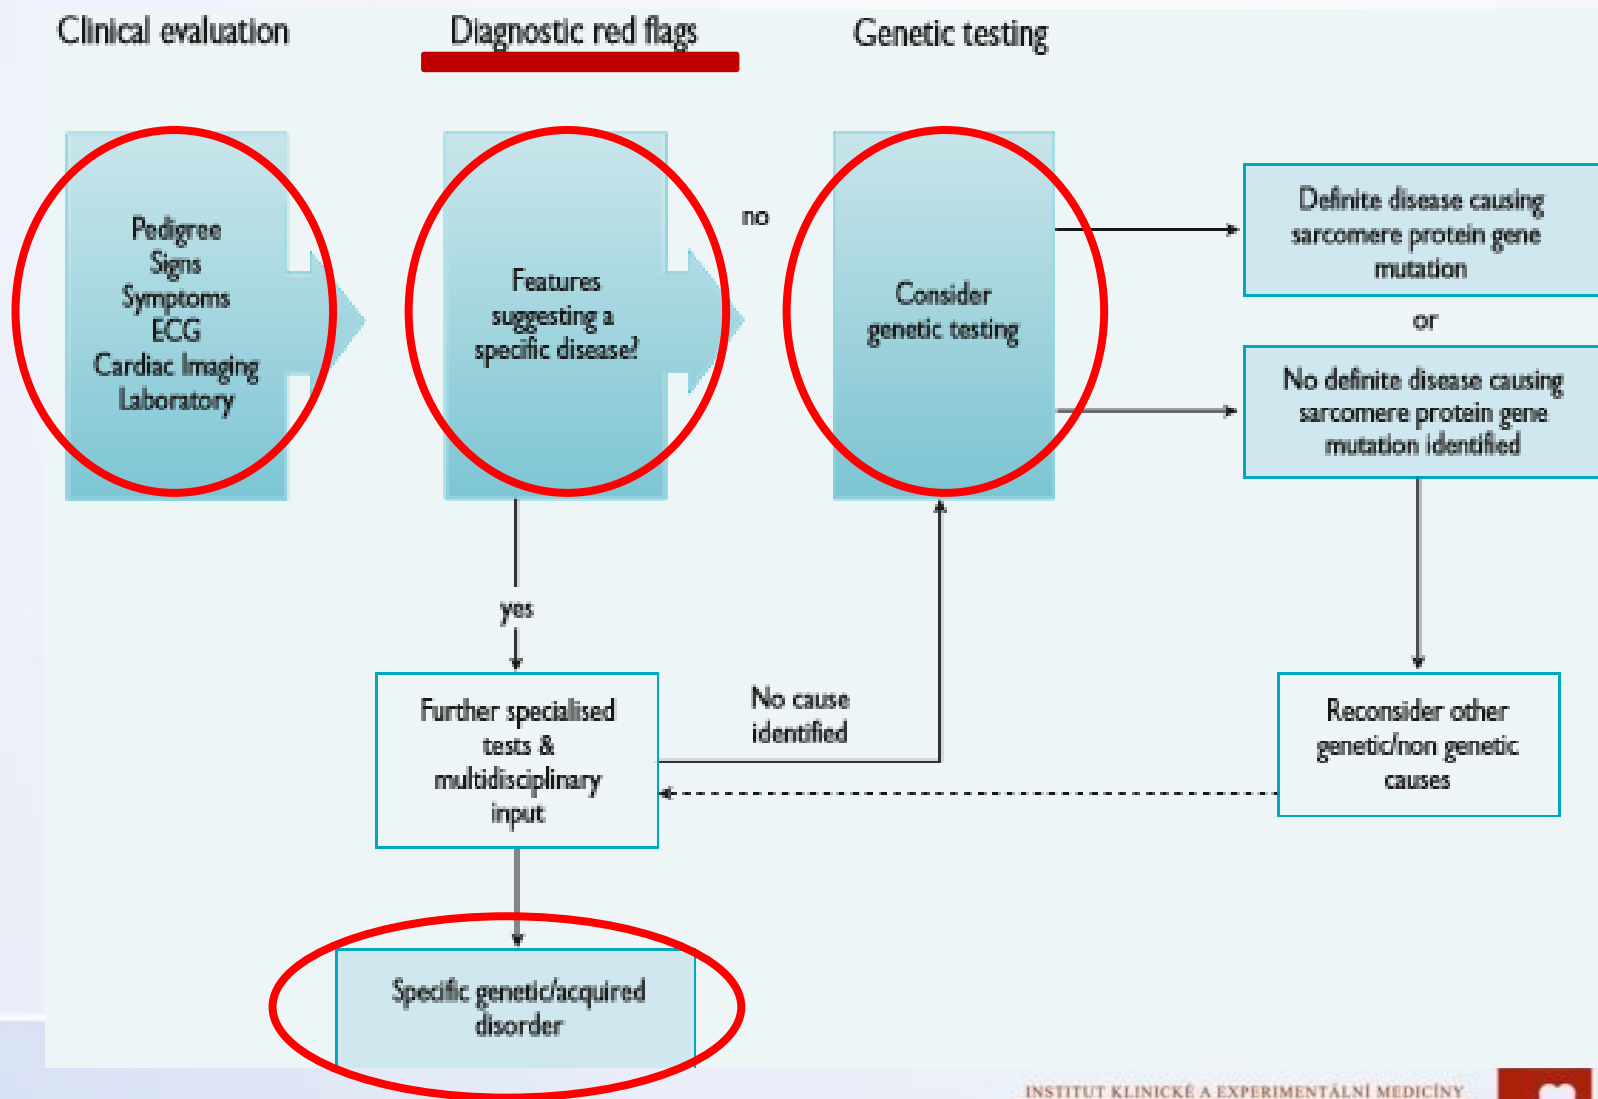 Clinical evaluation
Diagnostic red flags
Genetic testing
Pedigree
Signs
Symptoms
ECG
Cardiac Imaging
Laboratory
Features
suggesting a
specific disease?
no
Consider
genetic testing
Definite disease causing
sarcomere protein gene
mutation
or
No definite disease causing
sarcomere protein gene
mutation identified
yes
Further specialised
tests &
multidisciplinary
input
No cause
identified
Reconsider other
genetic/non genetic
causes
Specific genetic/acquired
disorder
INSTITUT KLINICKÉ A EXPERIMENTÁLNÍ MEDICÍNY